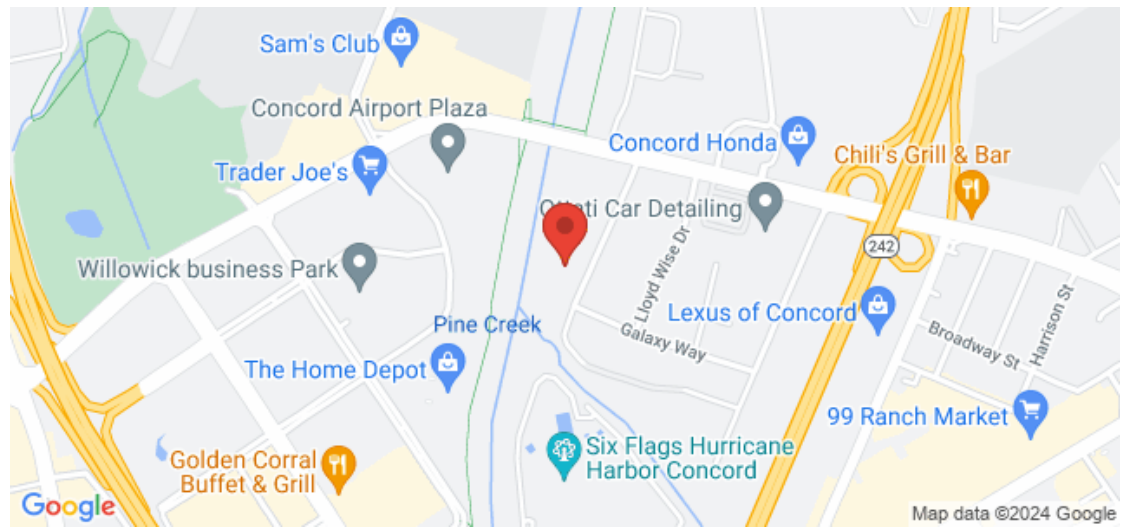 Sam's Club
Concord Airport Plaza
Concord Honda
Chili's Grill & Bar
Trader Joe's
Car Detailing
242
Willowick business Park
Lloyd Wise Dr
Lexus of Concord
Harrison St
Pine Creek
Galaxy Way
Broadway St
The Home Depot
99 Ranch Market
Six Flags Hurricane
Harbor Concord
Golden Corral
Buffet & Grill
Google
Map data ©2024 Google